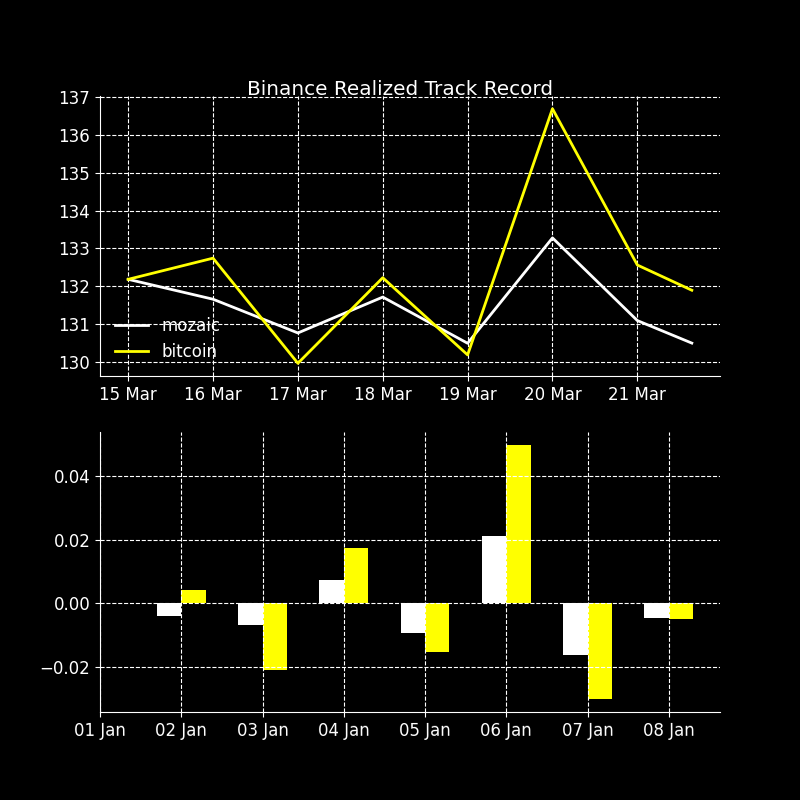 Binance Realized Track Record
137
136
135
134
133
132
131
130
mozaic
bitcoin
15 Mar 16 Mar 17 Mar 18 Mar 19 Mar 20 Mar 21 Mar
0.04
0.02
0.00
−0.02
01 Jan 02 Jan 03 Jan 04 Jan 05 Jan 06 Jan 07 Jan 08 Jan